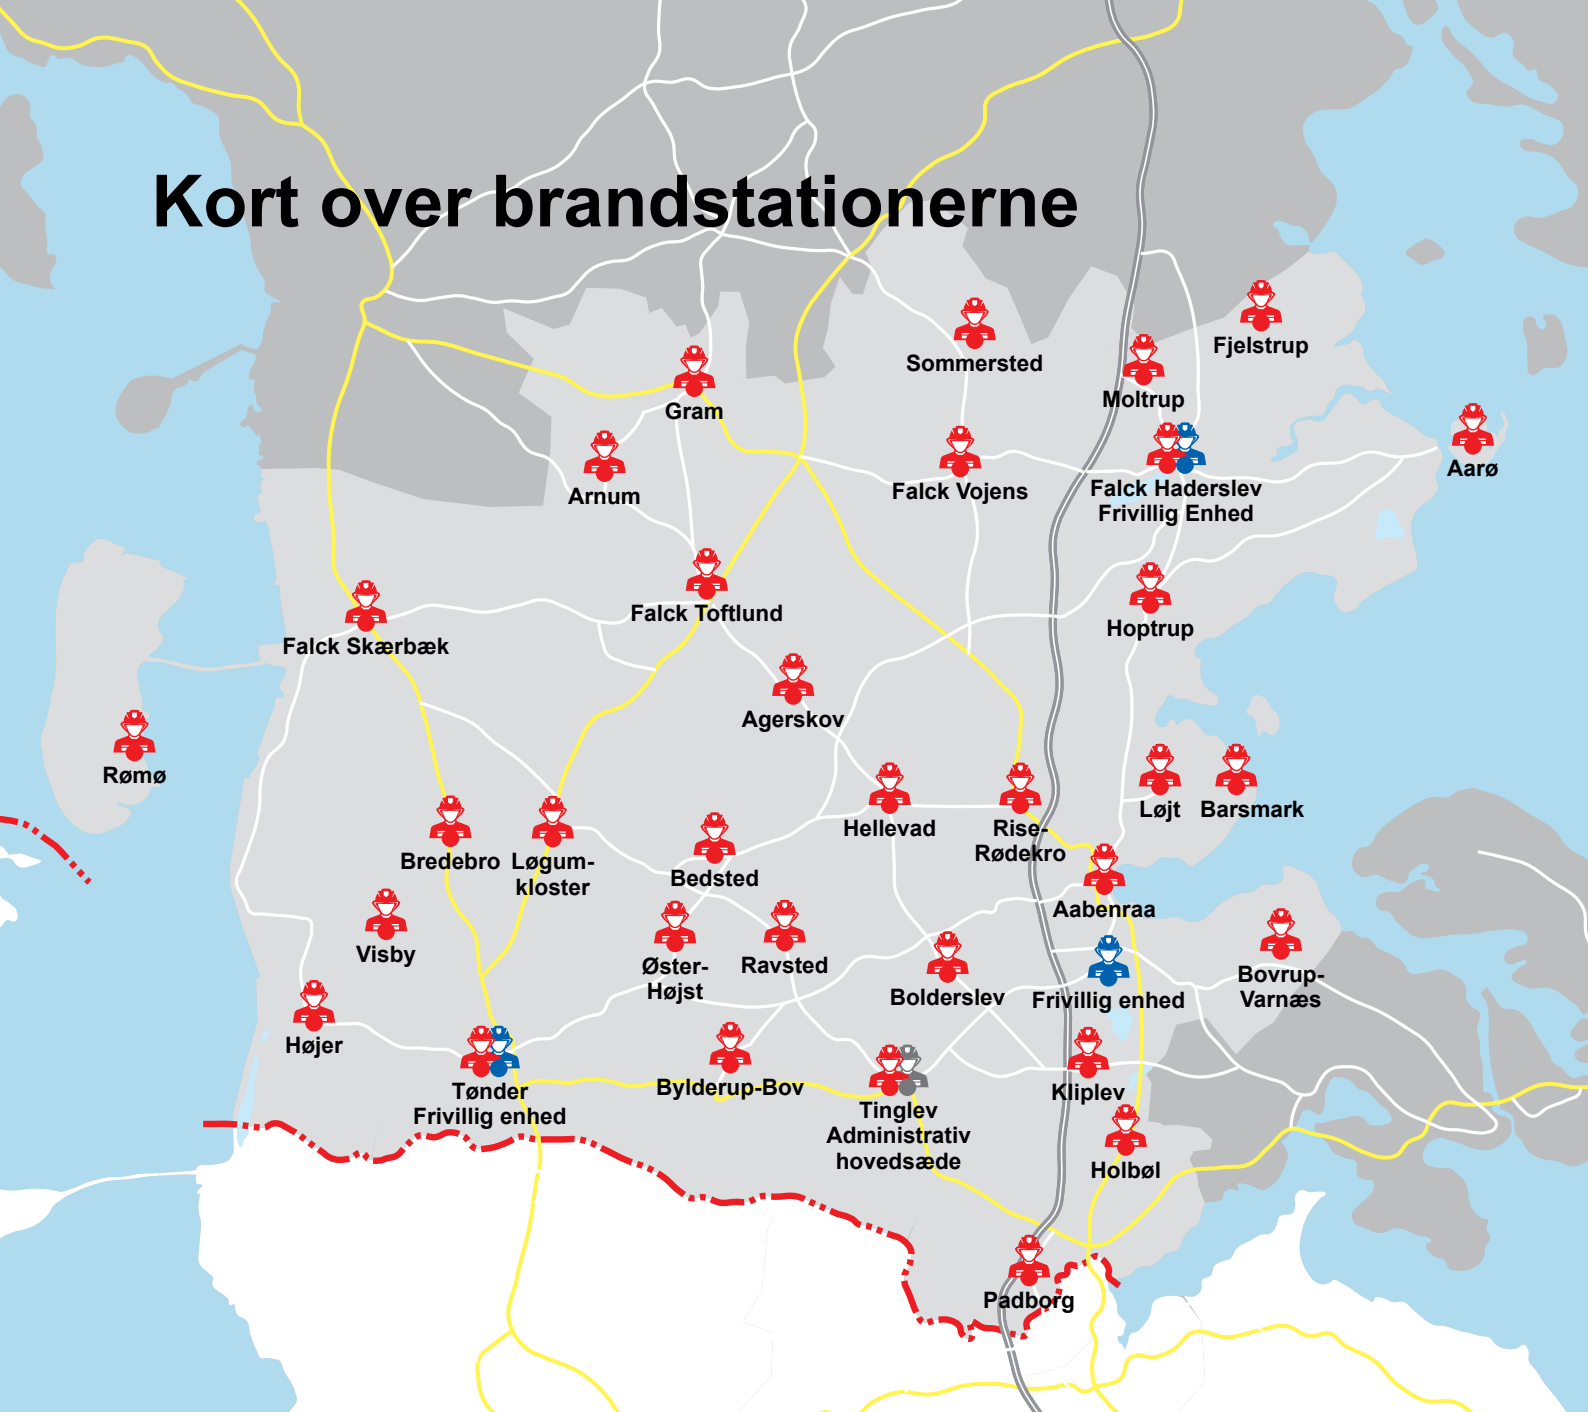 Kort over brandstationerne
Fjelstrup
Sommersted
Moltrup
Gram
Aarø
Arnum
Falck Vojens
Falck Haderslev
Frivillig Enhed
Falck Toftlund
Hoptrup
Falck Skærbæk
Agerskov
Rømø
Løjt
Barsmark
Hellevad
Rise-
Rødekro
Bredebro
Løgum-
kloster
Bedsted
Aabenraa
Visby
Øster-
Højst
Ravsted
Bolderslev
Frivillig enhed
Bovrup-
Varnæs
Højer
Tønder
Frivillig enhed
Bylderup-Bov
Tinglev
Administrativ
hovedsæde
Kliplev
Holbøl
Padborg